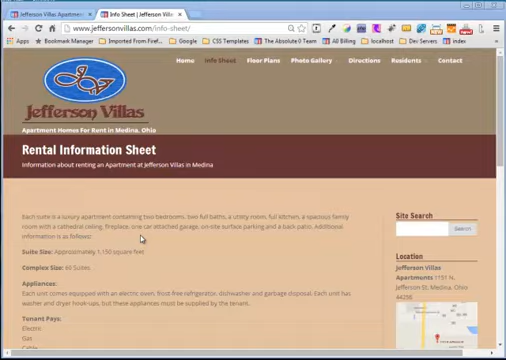 Jefferson Villas Apartmen
Info Sheet | Jefferson Vill
www.jeffersonvillas.com/info-sheet/
Apps Bookmark Manager Imported From Firef... Google CSS Templates The Absolute 0 Team All Billing localhost Dev Servers index
Home Info Sheet Floor Plans Photo Gallery Directions Residents Contact
Jefferson Villas
Apartment Homes For Rent in Medina, Ohio
Rental Information Sheet
Information about renting an Apartment at Jefferson Villas in Medina
Each suite is a luxury apartment containing two bedrooms, two full baths, a utility room, full kitchen, a spacious family
room with a cathedral ceiling, fireplace, one car attached garage, on-site surface parking and a back patio. Additional
information is as follows:
Suite Size: Approximately 1,150 square feet
Complex Size: 60 Suites
Appliances:
Each unit comes equipped with an electric oven, frost-free refrigerator, dishwasher and garbage disposal. Each unit has
washer and dryer hook-ups, but these appliances must be supplied by the tenant.
Tenant Pays:
Electric
Gas
Cable
Site Search
Search
Location
Jefferson Villas
Apartments 1151 N.
Jefferson St, Medina, Ohio
44256